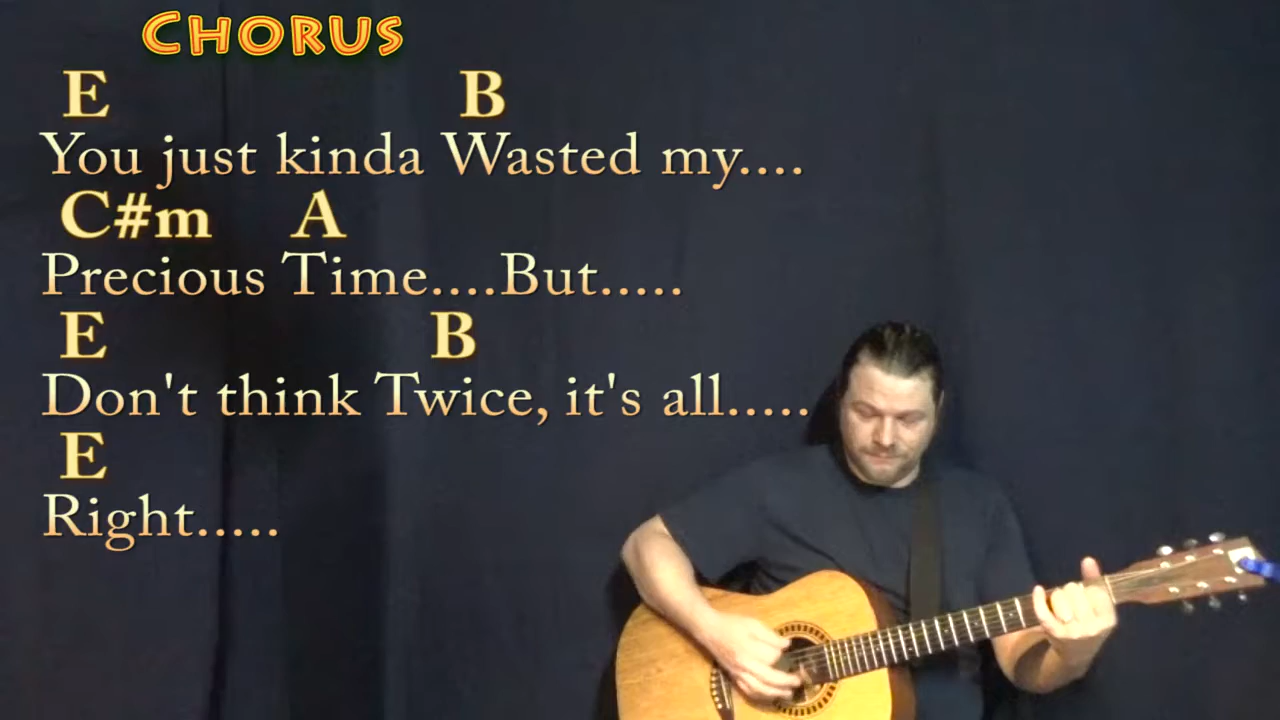 CHORUS
E B
You just kinda Wasted my....
C#m A
Precious Time....But.....
E B
Don't think Twice, it's all.....
E
Right.....